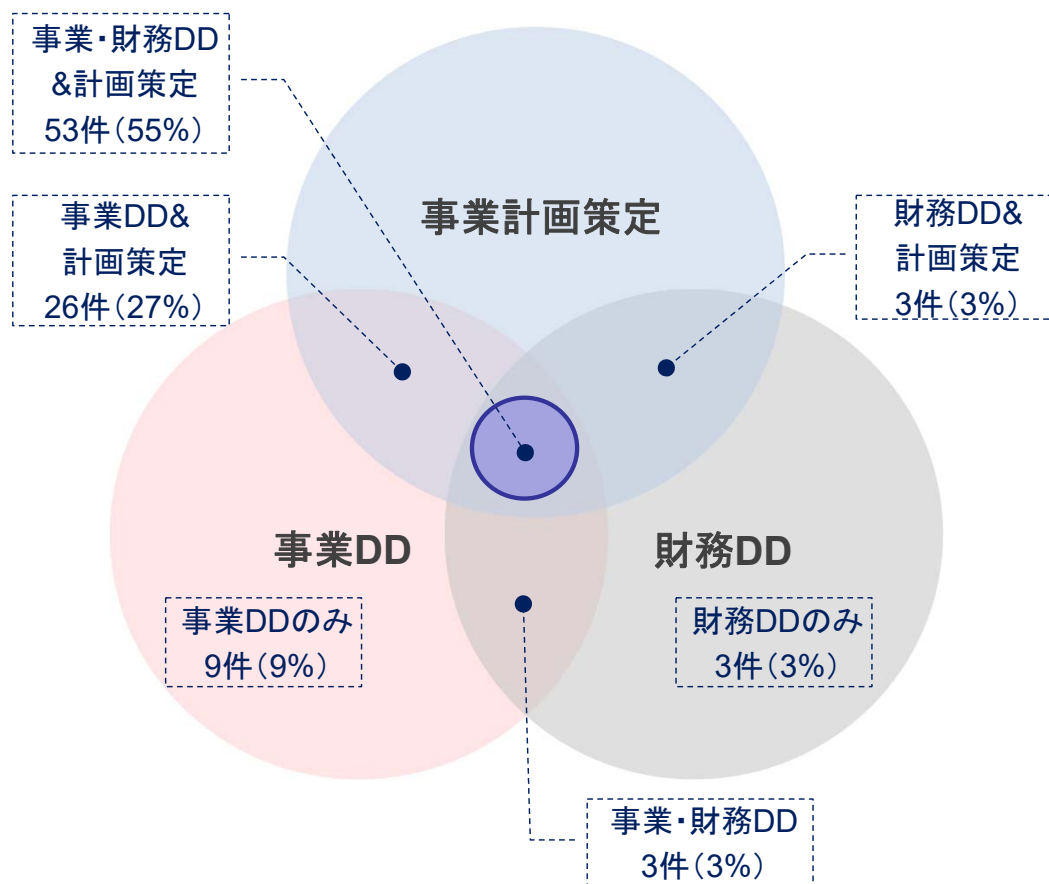 事業・財務DD
&計画策定
53件(55%)
事業DD&
計画策定
26件(27%)
事業計画策定
財務DD&
計画策定
3件(3%)
事業DD
財務DD
事業DDのみ
9件(9%)
財務DDのみ
3件(3%)
事業・財務DD
3件(3%)